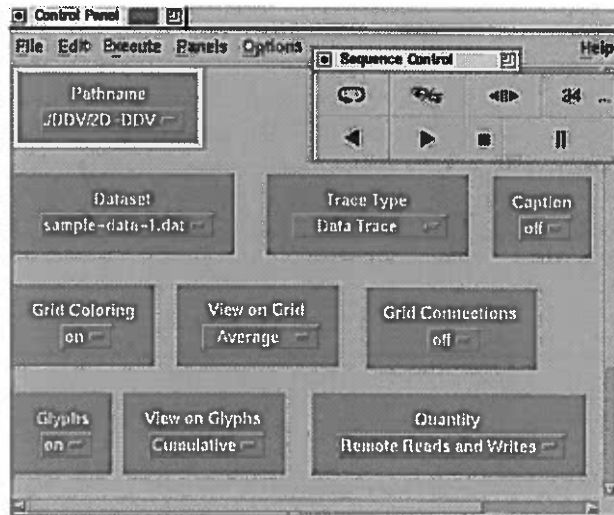 Control Panel
File Edit Execute Panels Options Help
Sequence Control
Pathname
./DDV/2D-DDV
Dataset
sample-data-1.dat
Trace Type
Data Trace
Caption
off
Grid Coloring
on
View on Grid
Average
Grid Connections
off
Glyphs
on
View on Glyphs
Cumulative
Quantity
Remote Reads and Writes